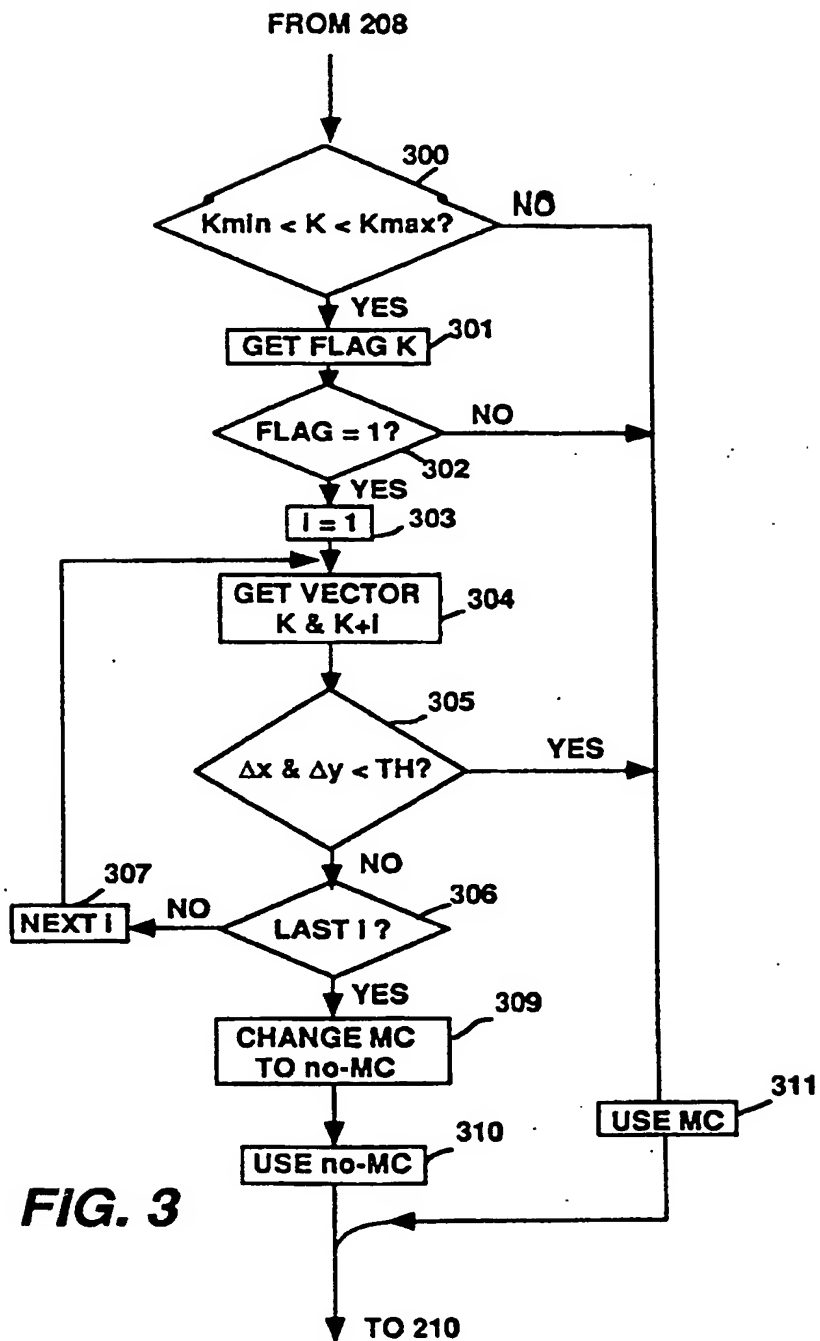 FROM 208
300
Kmin < K < Kmax?
NO
YES
GET FLAG K
301
FLAG = 1?
NO
302
YES
i = 1
303
GET VECTOR
K & K+i
304
305
Δx & Δy < TH?
YES
NO
307
NEXT i
NO
LAST i ?
306
YES
CHANGE MC
TO no-MC
309
USE no-MC
310
USE MC
311
FIG. 3
TO 210